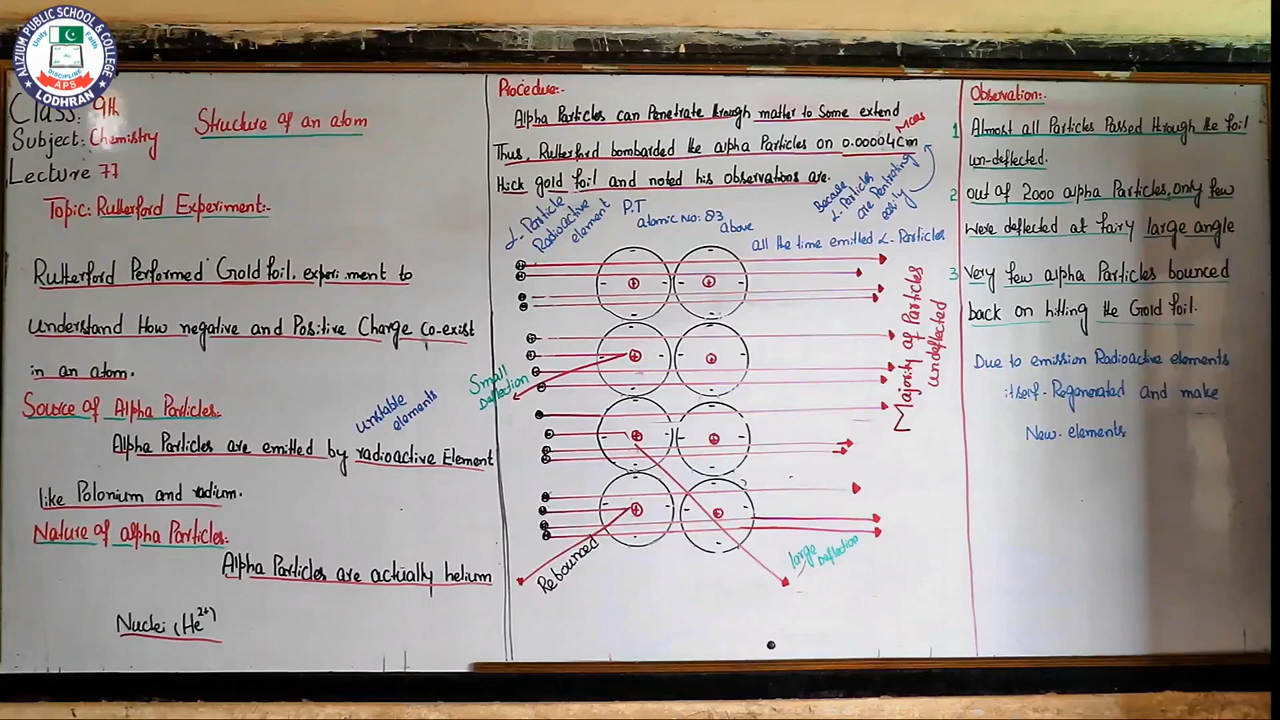 ALIZIUM PUBLIC SCHOOL & COLLEGE
Unity
Faith
DISCIPLINE
APS
LODHRAN
Class: 9th
Subject: Chemistry
Lecture 77
Structure of an atom
Topic: Rutherford Experiment:-
Rutherford Performed Gold foil experiment to
understand How negative and Positive Charge co-exist
in an atom.
Source of Alpha Particles:
unstable
elements
Alpha Particles are emitted by radioactive Element
like Polonium and radium.
Nature of alpha Particles:
Alpha Particles are actually helium
Nuclei (He2+)
Procedure:-
Alpha Particles can Penetrate through matter to Some extend
Thus, Rutherford bombarded the alpha Particles on 0.00004Cm
thick gold foil and noted his observations are.
α-Particle
Radioactive
element
P.T
atomic No: 83
above
Because
α-Particles
are Pentrating
easily
all the time emitted α-Particles
Small
Deflection
Majority of Particles
undeflected
Rebounced
large
Deflection
Observation:-
1 Almost all Particles Passed through the foil
un-deflected.
2 out of 2000 alpha Particles, only few
were deflected at fairy large angle
3 very few alpha Particles bounced
back on hitting the Gold foil.
Due to emission Radioactive elements
itself-Regenerated and make
New-elements